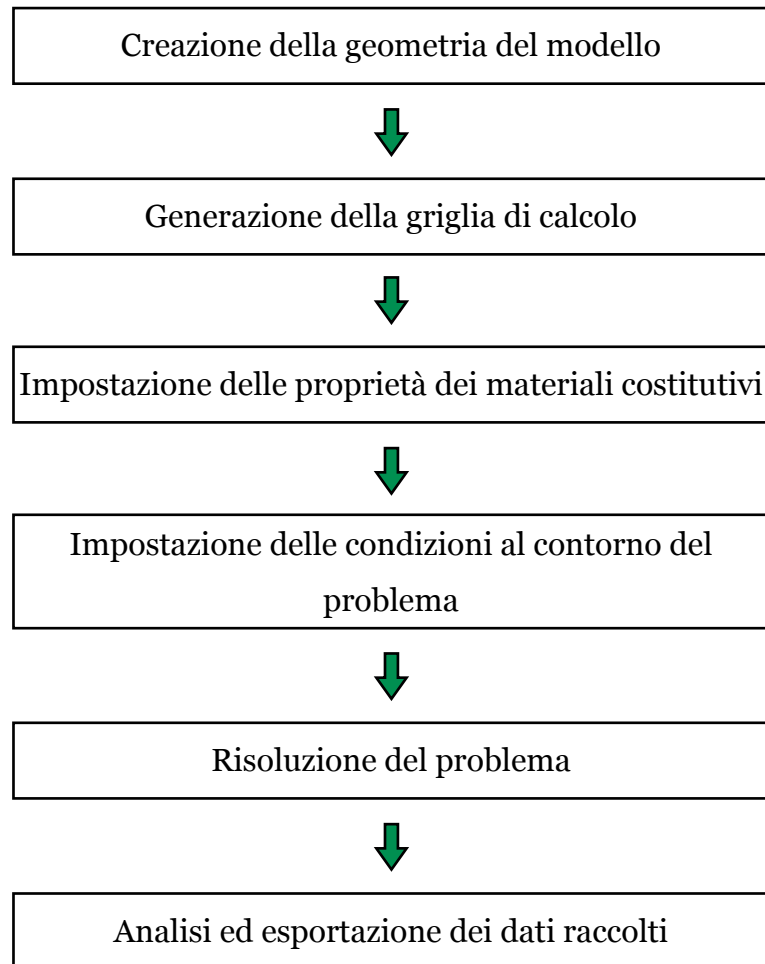 Creazione della geometria del modello
Generazione della griglia di calcolo
Impostazione delle proprietà dei materiali costitutivi
Impostazione delle condizioni al contorno del
problema
Risoluzione del problema
Analisi ed esportazione dei dati raccolti